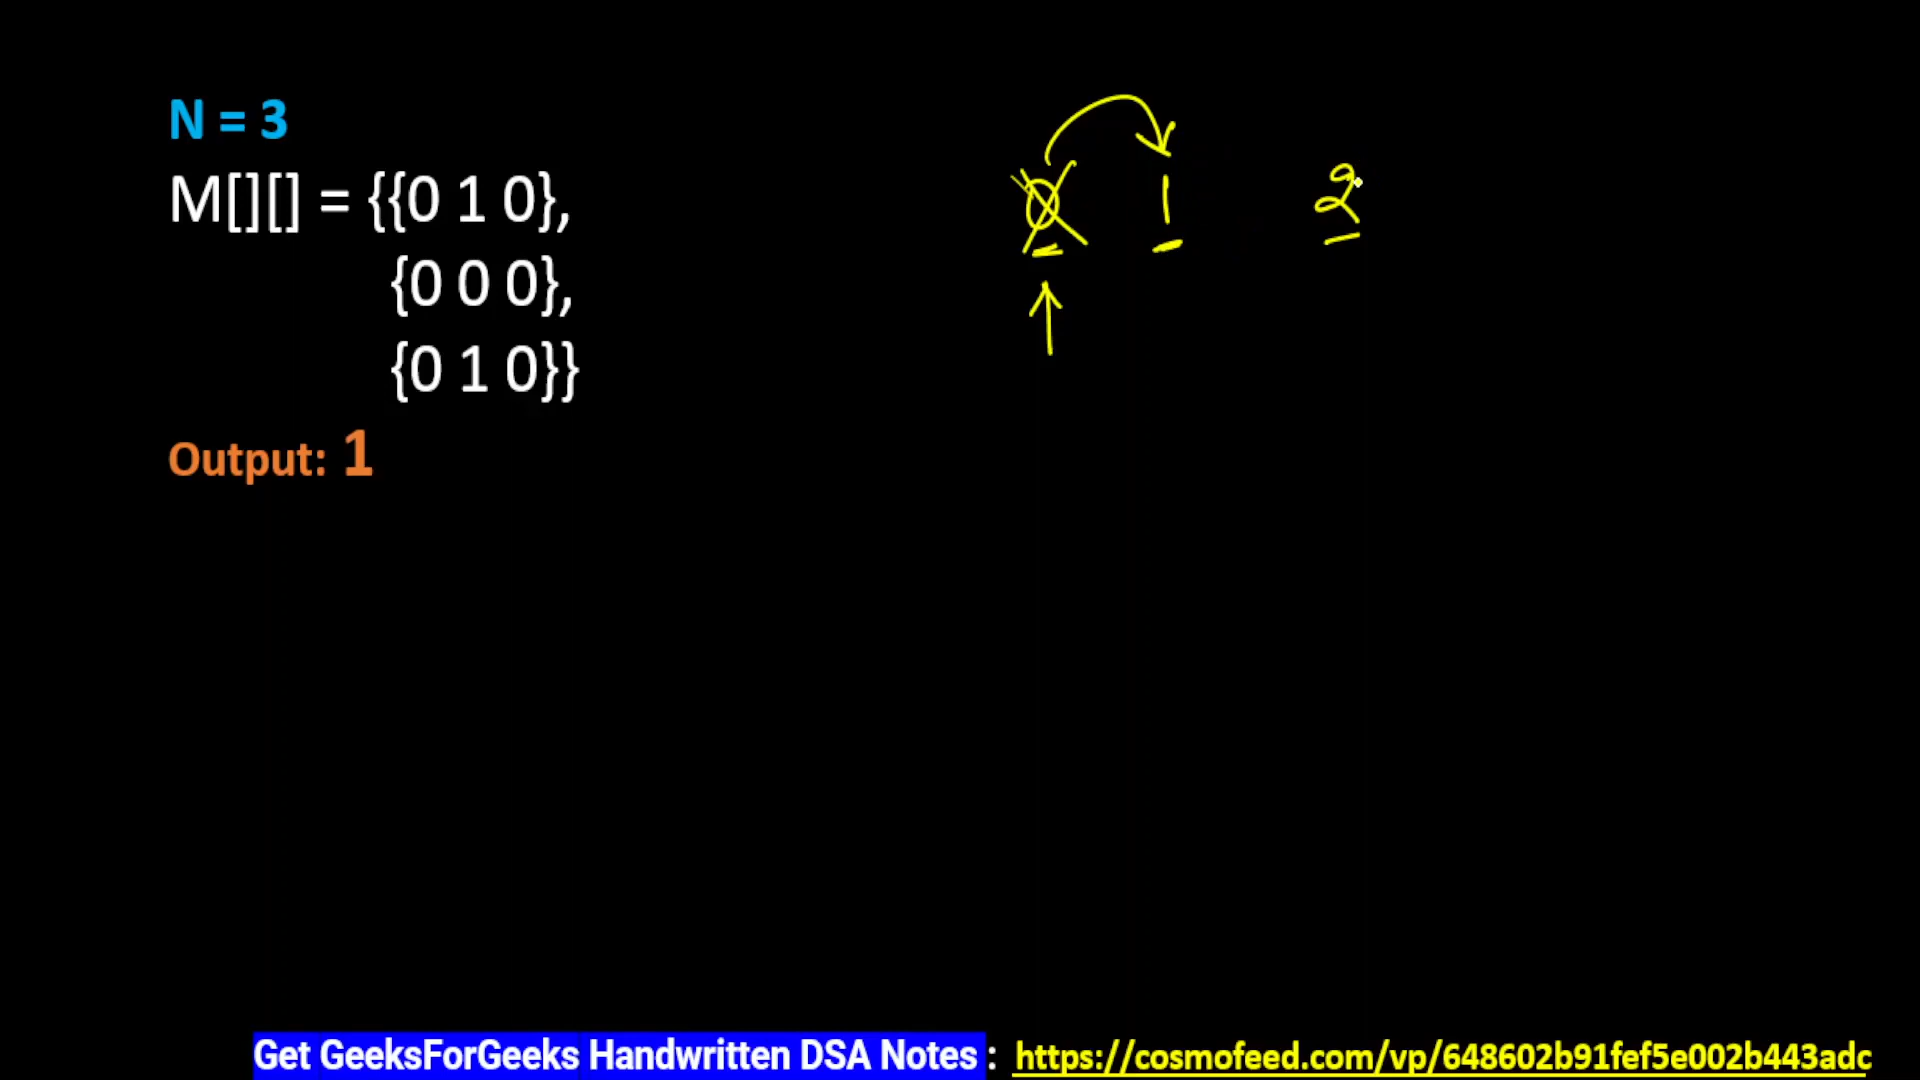 N = 3
M[][] = {{0 1 0},
{0 0 0},
{0 1 0}}
Output: 1
0 1 2
Get GeeksForGeeks Handwritten DSA Notes : https://cosmofeed.com/vp/648602b91fef5e002b443adc